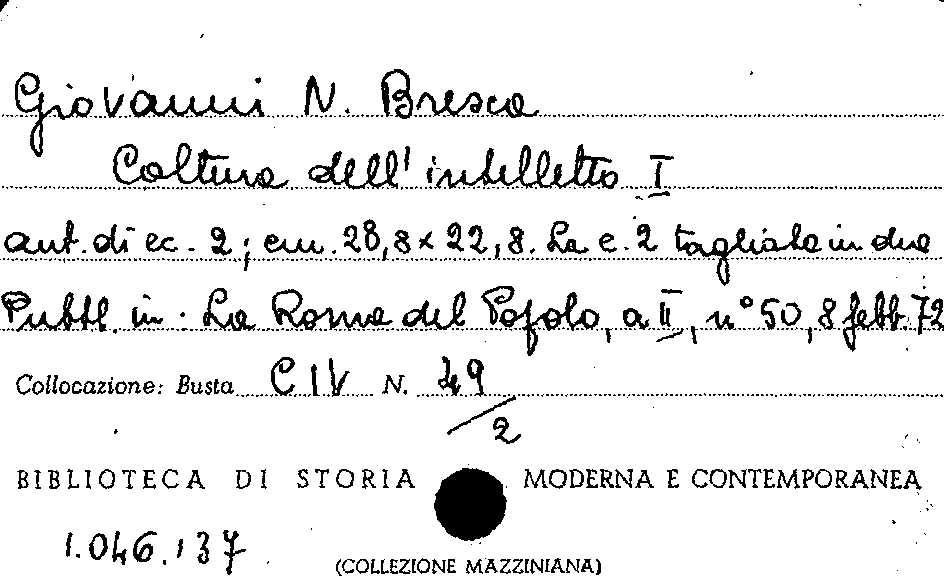 Giovanni N. Bresca
Coltura dell'intelletto I
aut. di cc. 2; cm. 28,8 x 22,8. La c. 2 tagliata in due
Pubbl. in. La Roma del Popolo, a II, n° 50, 8 febb. 72
Collocazione: Busta CIV N. 49
/2
BIBLIOTECA DI STORIA MODERNA E CONTEMPORANEA
1.046.137
(COLLEZIONE MAZZINIANA)